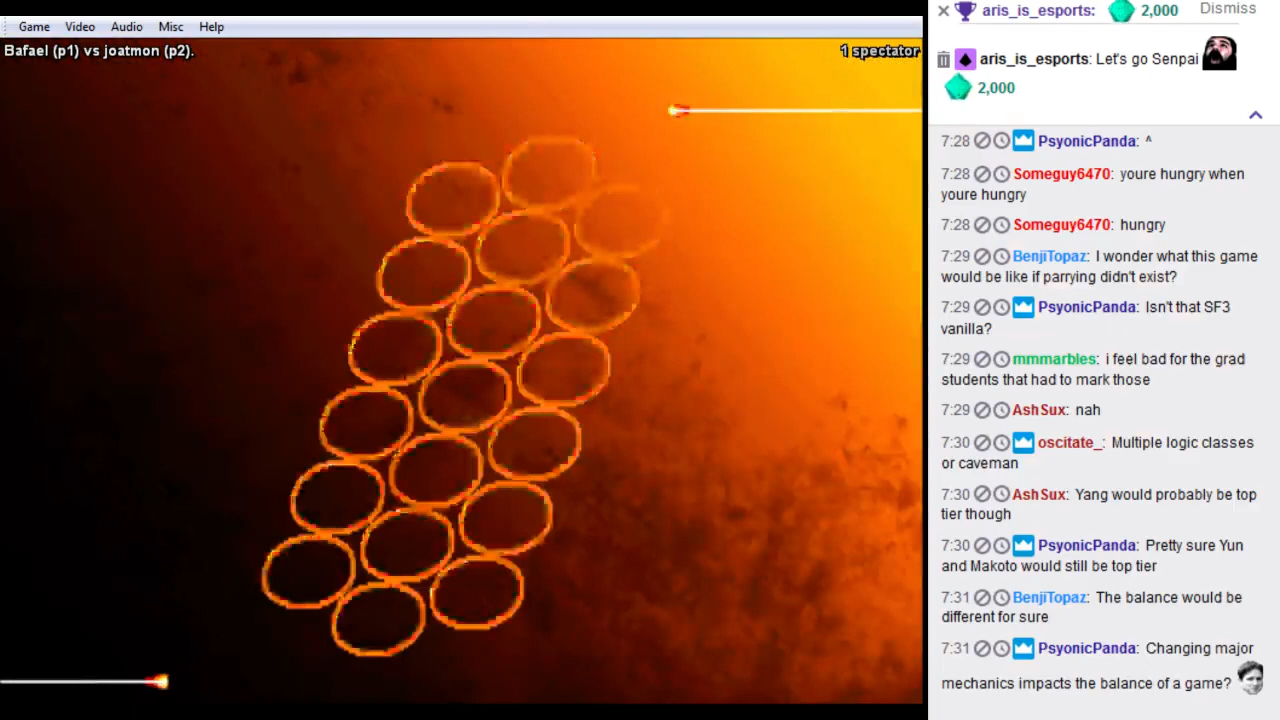 Game Video Audio Misc Help
Bafael (p1) vs joatmon (p2).
1 spectator
aris_is_esports: 2,000 Dismiss
aris_is_esports: Let's go Senpai
2,000
7:28 PsyonicPanda: ^
7:28 Someguy6470: youre hungry when
youre hungry
7:28 Someguy6470: hungry
7:29 BenjiTopaz: I wonder what this game
would be like if parrying didn't exist?
7:29 PsyonicPanda: Isn't that SF3
vanilla?
7:29 mmmarbles: i feel bad for the grad
students that had to mark those
7:29 AshSux: nah
7:30 oscitate_: Multiple logic classes
or caveman
7:30 AshSux: Yang would probably be top
tier though
7:30 PsyonicPanda: Pretty sure Yun
and Makoto would still be top tier
7:31 BenjiTopaz: The balance would be
different for sure
7:31 PsyonicPanda: Changing major
mechanics impacts the balance of a game?